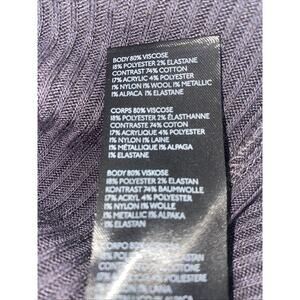 BODY 80% VISCOSE
18% POLYESTER 2% ELASTANE
CONTRAST 74% COTTON
17% ACRYLIC 4% POLYESTER
1% NYLON 1% WOOL 1% METALLIC
1% ALPACA 1% ELASTANE
CORPS 80% VISCOSE
18% POLYESTER 2% ÉLASTHANNE
CONTRASTE 74% COTON
17% ACRYLIQUE 4% POLYESTER
1% NYLON 1% LAINE
1% MÉTALLIQUE 1% ALPAGA
1% ÉLASTANE
BODY 80% VISKOSE
18% POLYESTER 2% ELASTAN
KONTRAST 74% BAUMWOLLE
17% ACRYL 4% POLYESTER
1% NYLON 1% WOLLE
1% METALLIC 1% ALPAKA
1% ELASTAN
CORPO 80%